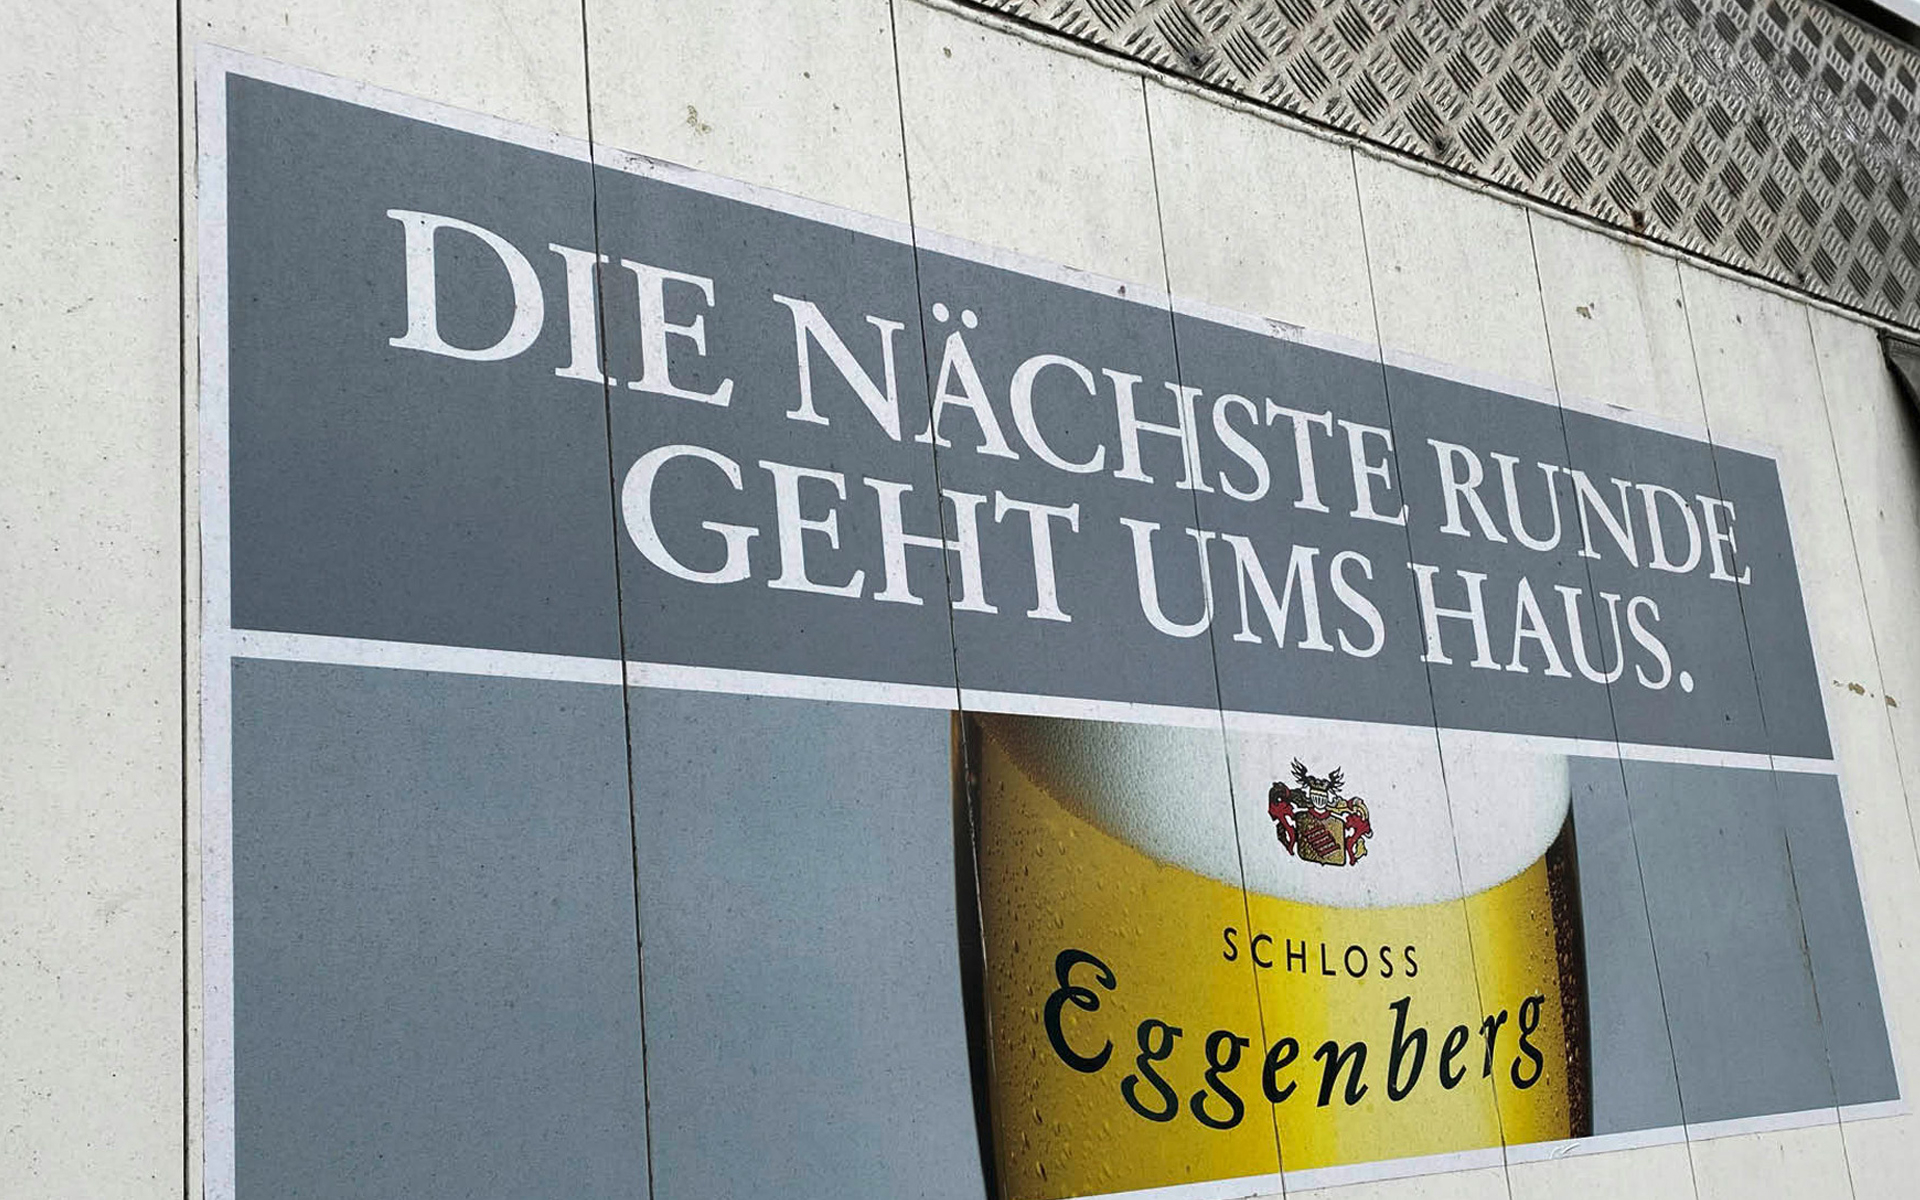 DIE NÄCHSTE RUNDE
GEHT UMS HAUS.
SCHLOSS
Eggenberg